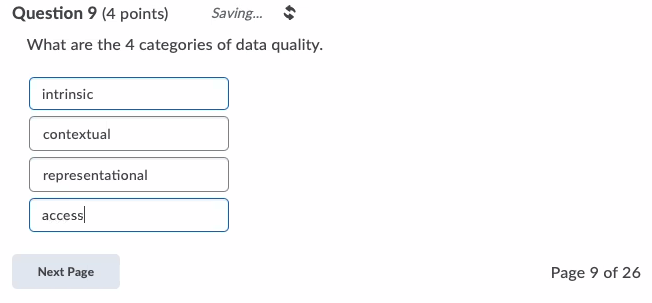 Question 9 (4 points) Saving...
What are the 4 categories of data quality.
intrinsic
contextual
representational
access
Next Page
Page 9 of 26